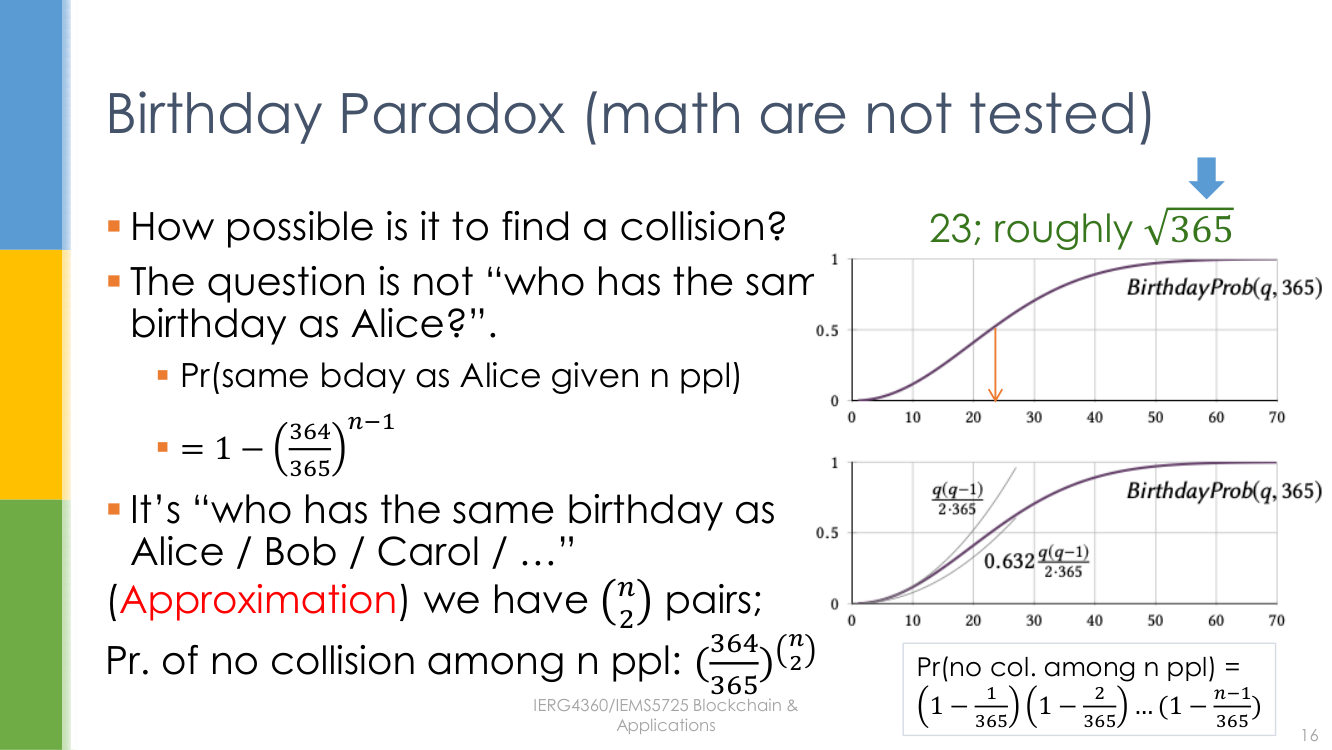 Birthday Paradox (math are not tested)
▪ How possible is it to find a collision?
▪ The question is not “who has the sam
birthday as Alice?”.
▪ Pr(same bday as Alice given n ppl)
▪ = 1 − (364/365)^{n−1}
▪ It’s “who has the same birthday as
Alice / Bob / Carol / …”
(Approximation) we have \binom{n}{2} pairs;
Pr. of no collision among n ppl: (364/365)^{\binom{n}{2}}
23; roughly √365
1
0.5
0
0 10 20 30 40 50 60 70
BirthdayProb(q, 365)
1
0.5
0
0 10 20 30 40 50 60 70
q(q−1)/2·365
BirthdayProb(q, 365)
0.632 q(q−1)/2·365
Pr(no col. among n ppl) =
(1 − 1/365)(1 − 2/365) … (1 − n−1/365)
IERG4360/IEMS5725 Blockchain &
Applications
16